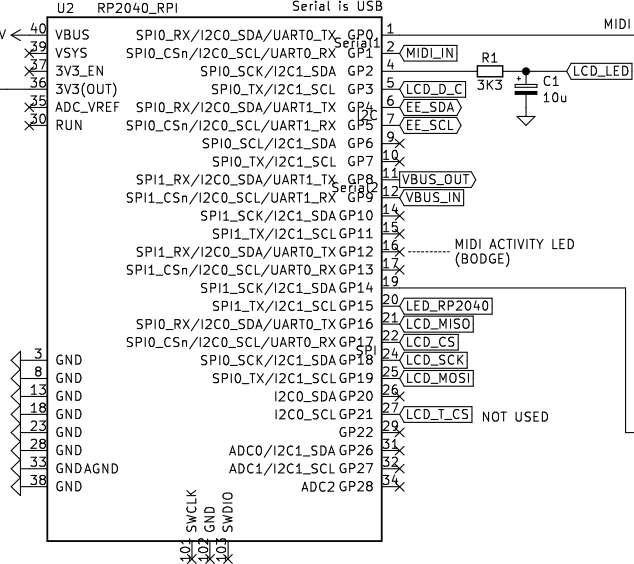 U2 RP2040_RPI Serial is USB
V 40 VBUS SPI0_RX/I2C0_SDA/UART0_TX GP0 1 MIDI
Serial1
39 VSYS SPI0_CSn/I2C0_SCL/UART0_RX GP1 2 MIDI_IN
37 3V3_EN SPI0_SCK/I2C1_SDA GP2 4 R1 3K3 LCD_LED
C1 10u +
36 3V3(OUT) SPI0_TX/I2C1_SCL GP3 5 LCD_D_C
35 ADC_VREF SPI0_RX/I2C0_SDA/UART1_TX GP4 6 EE_SDA
I2C
30 RUN SPI0_CSn/I2C0_SCL/UART1_RX GP5 7 EE_SCL
SPI0_SCL/I2C1_SDA GP6 9
SPI0_TX/I2C1_SCL GP7 10
SPI1_RX/I2C0_SDA/UART1_TX GP8 11 VBUS_OUT
Serial2
SPI1_CSn/I2C0_SCL/UART1_RX GP9 12 VBUS_IN
SPI1_SCK/I2C1_SDA GP10 14
SPI1_TX/I2C1_SCL GP11 15
SPI1_RX/I2C0_SDA/UART0_TX GP12 16 MIDI ACTIVITY LED
(BODGE)
SPI1_CSn/I2C0_SCL/UART0_RX GP13 17
SPI1_SCK/I2C1_SDA GP14 19
SPI1_TX/I2C1_SCL GP15 20 LED_RP2040
SPI0_RX/I2C0_SDA/UART0_TX GP16 21 LCD_MISO
SPI0_CSn/I2C0_SCL/UART0_RX GP17 22 LCD_CS
SPI
3 GND SPI0_SCK/I2C1_SDA GP18 24 LCD_SCK
8 GND SPI0_TX/I2C1_SCL GP19 25 LCD_MOSI
13 GND I2C0_SDA GP20 26
18 GND I2C0_SCL GP21 27 LCD_T_CS NOT USED
23 GND GP22 29
28 GND ADC0/I2C1_SDA GP26 31
33 GNDAGND ADC1/I2C1_SCL GP27 32
38 GND ADC2 GP28 34
SWCLK GND SWDIO
101 102 103